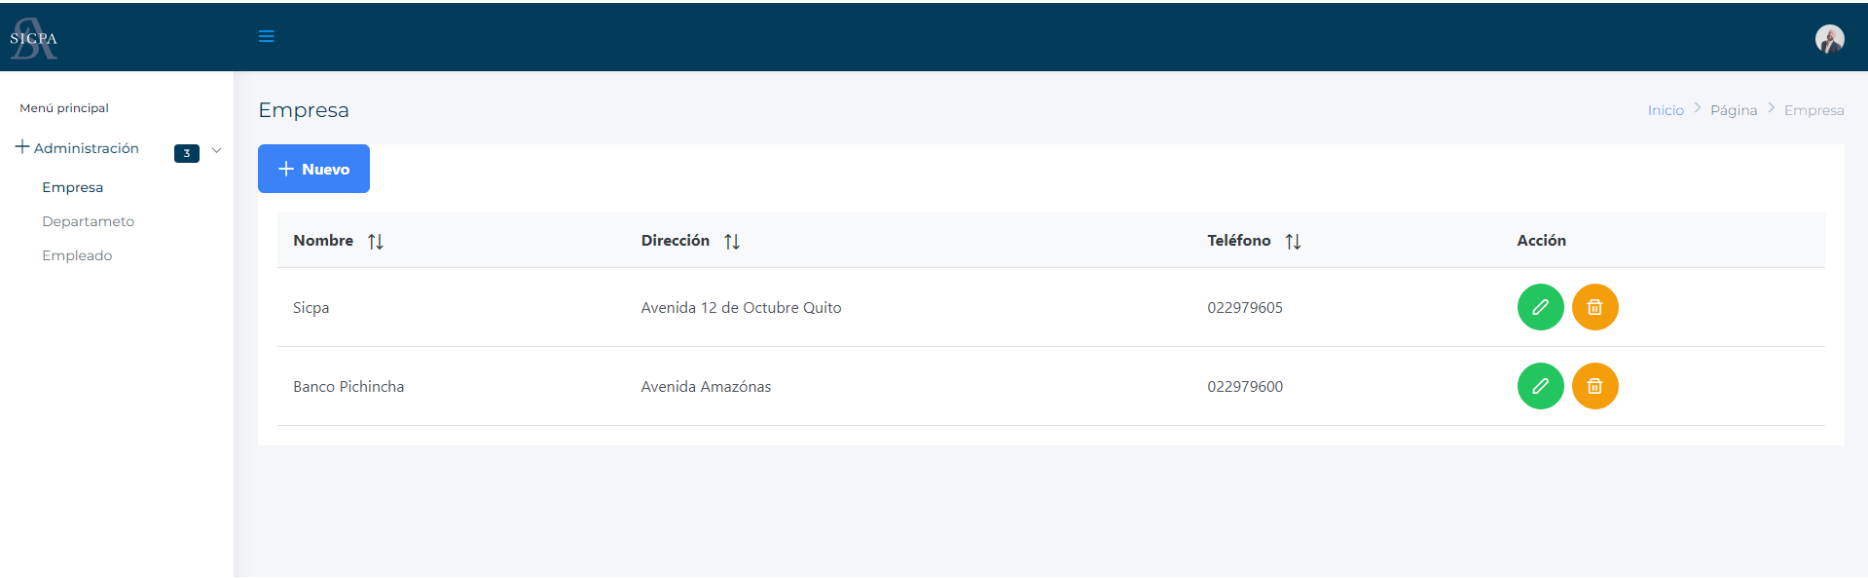 SICPA
Menú principal
Administración 3
Empresa
Departameto
Empleado
Empresa
Inicio > Página > Empresa
+ Nuevo
Nombre Dirección Teléfono Acción
Sicpa Avenida 12 de Octubre Quito 022979605
Banco Pichincha Avenida Amazónas 022979600